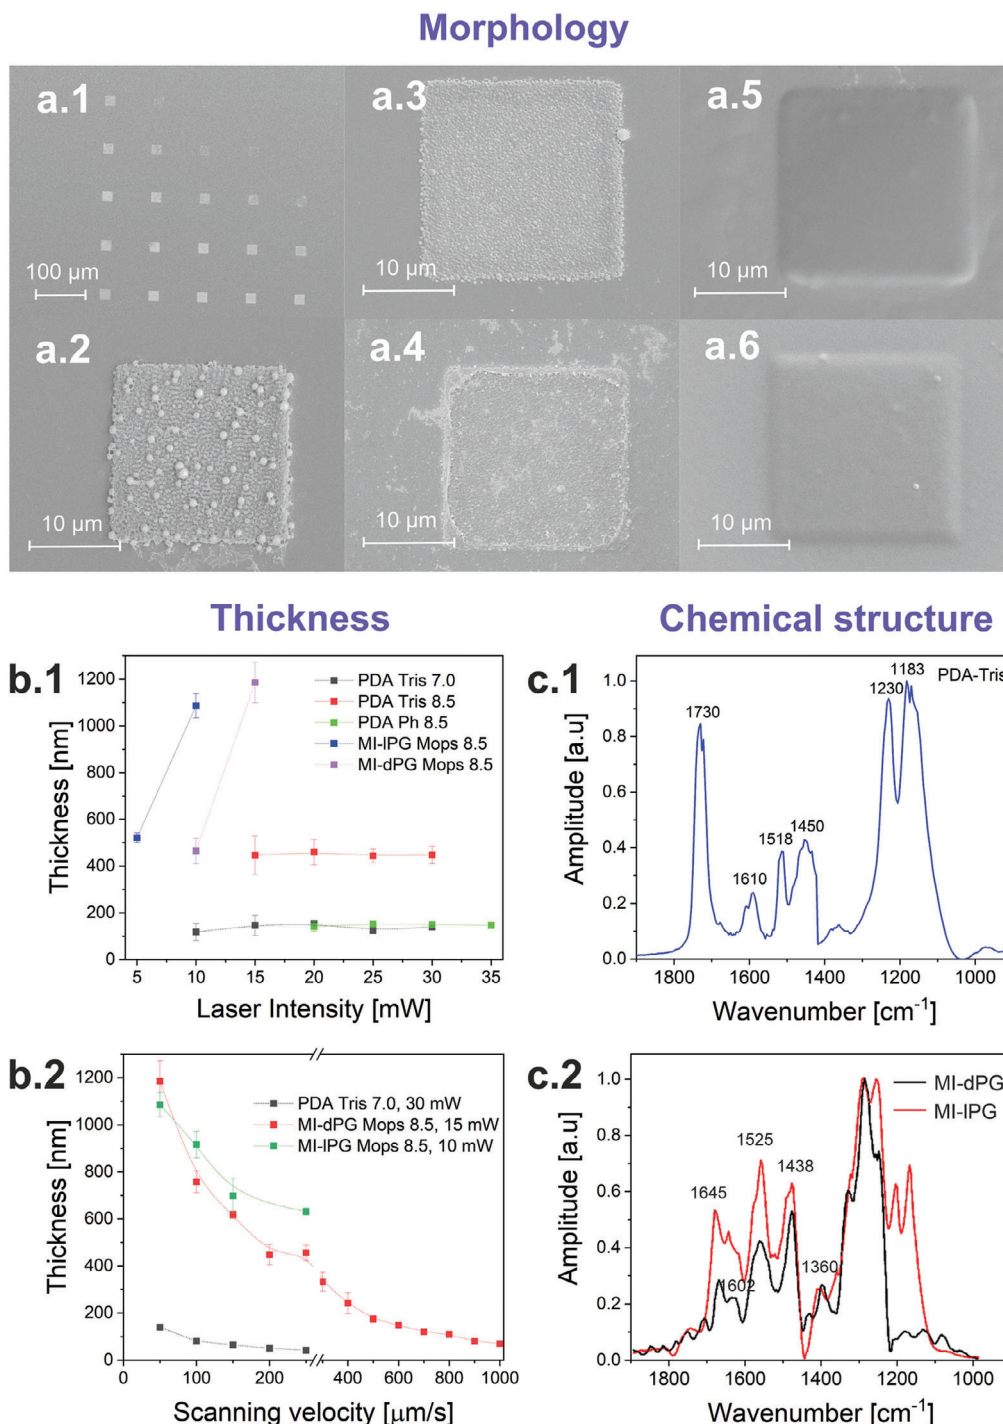 Morphology
a.1
100 µm
a.3
10 µm
a.5
10 µm
a.2
10 µm
a.4
10 µm
a.6
10 µm
Thickness
Chemical structure
b.1
1200
1000
800
600
400
200
0
Thickness [nm]
PDA Tris 7.0
PDA Tris 8.5
PDA Ph 8.5
MI-lPG Mops 8.5
MI-dPG Mops 8.5
5 10 15 20 25 30 35
Laser Intensity [mW]
c.1
1.0
0.8
0.6
0.4
0.2
0.0
Amplitude [a.u]
PDA-Tris
1730
1610
1518
1450
1230
1183
1800 1600 1400 1200 1000
Wavenumber [cm⁻¹]
b.2
1200
1000
800
600
400
200
0
Thickness [nm]
PDA Tris 7.0, 30 mW
MI-dPG Mops 8.5, 15 mW
MI-lPG Mops 8.5, 10 mW
0 100 200 400 600 800 1000
Scanning velocity [µm/s]
c.2
1.0
0.8
0.6
0.4
0.2
0.0
Amplitude [a.u]
MI-dPG
MI-lPG
1645
1602
1525
1438
1360
1800 1600 1400 1200 1000
Wavenumber [cm⁻¹]